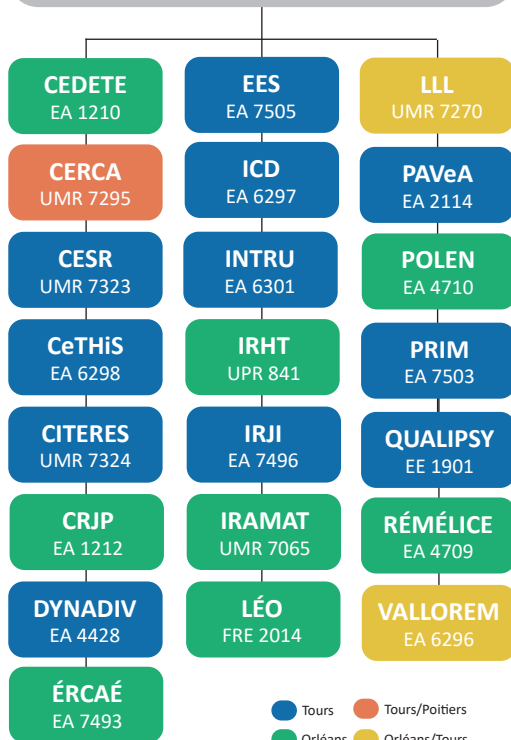 CEDETE
EA 1210
CERCA
UMR 7295
CESR
UMR 7323
CeTHiS
EA 6298
CITERES
UMR 7324
CRJP
EA 1212
DYNADIV
EA 4428
ÉRCAÉ
EA 7493
EES
EA 7505
ICD
EA 6297
INTRU
EA 6301
IRHT
UPR 841
IRJI
EA 7496
IRAMAT
UMR 7065
LÉO
FRE 2014
LLL
UMR 7270
PAVeA
EA 2114
POLEN
EA 4710
PRIM
EA 7503
QUALIPSY
EE 1901
RÉMÉLICE
EA 4709
VALLOREM
EA 6296
Tours
Tours/Poitiers
Orléans
Orléans/Tours